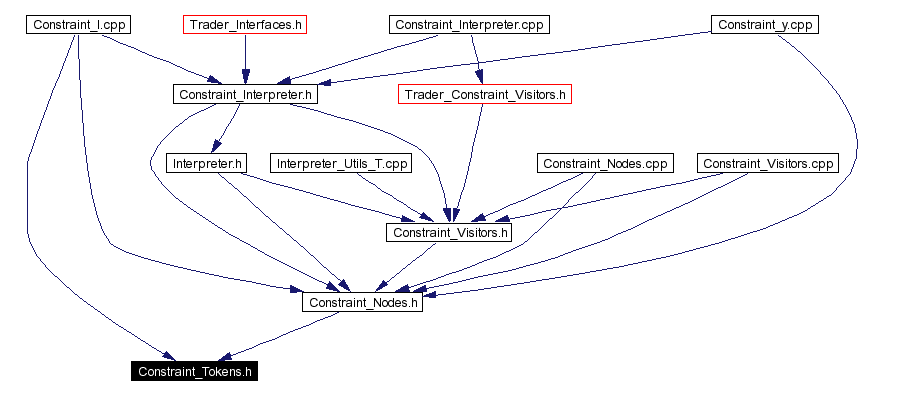 Constraint_l.cpp
Trader_Interfaces.h
Constraint_Interpreter.cpp
Constraint_y.cpp
Constraint_Interpreter.h
Trader_Constraint_Visitors.h
Interpreter.h
Interpreter_Utils_T.cpp
Constraint_Nodes.cpp
Constraint_Visitors.cpp
Constraint_Visitors.h
Constraint_Nodes.h
Constraint_Tokens.h